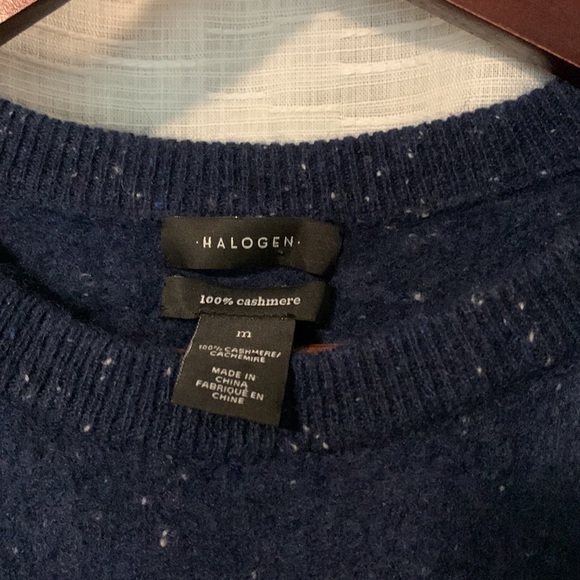 ·HALOGEN·
100% cashmere
m
100% CASHMERE/
CACHEMIRE
MADE IN
CHINA
FABRIQUÉ EN
CHINE